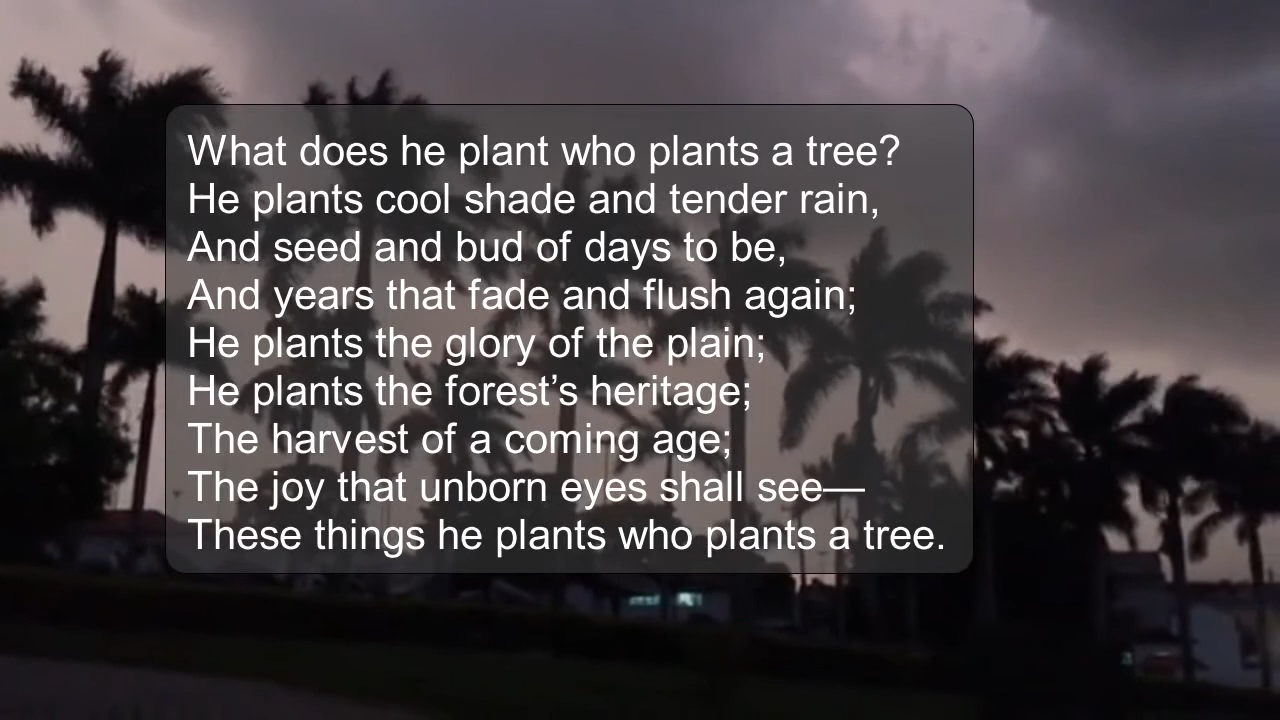 What does he plant who plants a tree?
He plants cool shade and tender rain,
And seed and bud of days to be,
And years that fade and flush again;
He plants the glory of the plain;
He plants the forest’s heritage;
The harvest of a coming age;
The joy that unborn eyes shall see—
These things he plants who plants a tree.